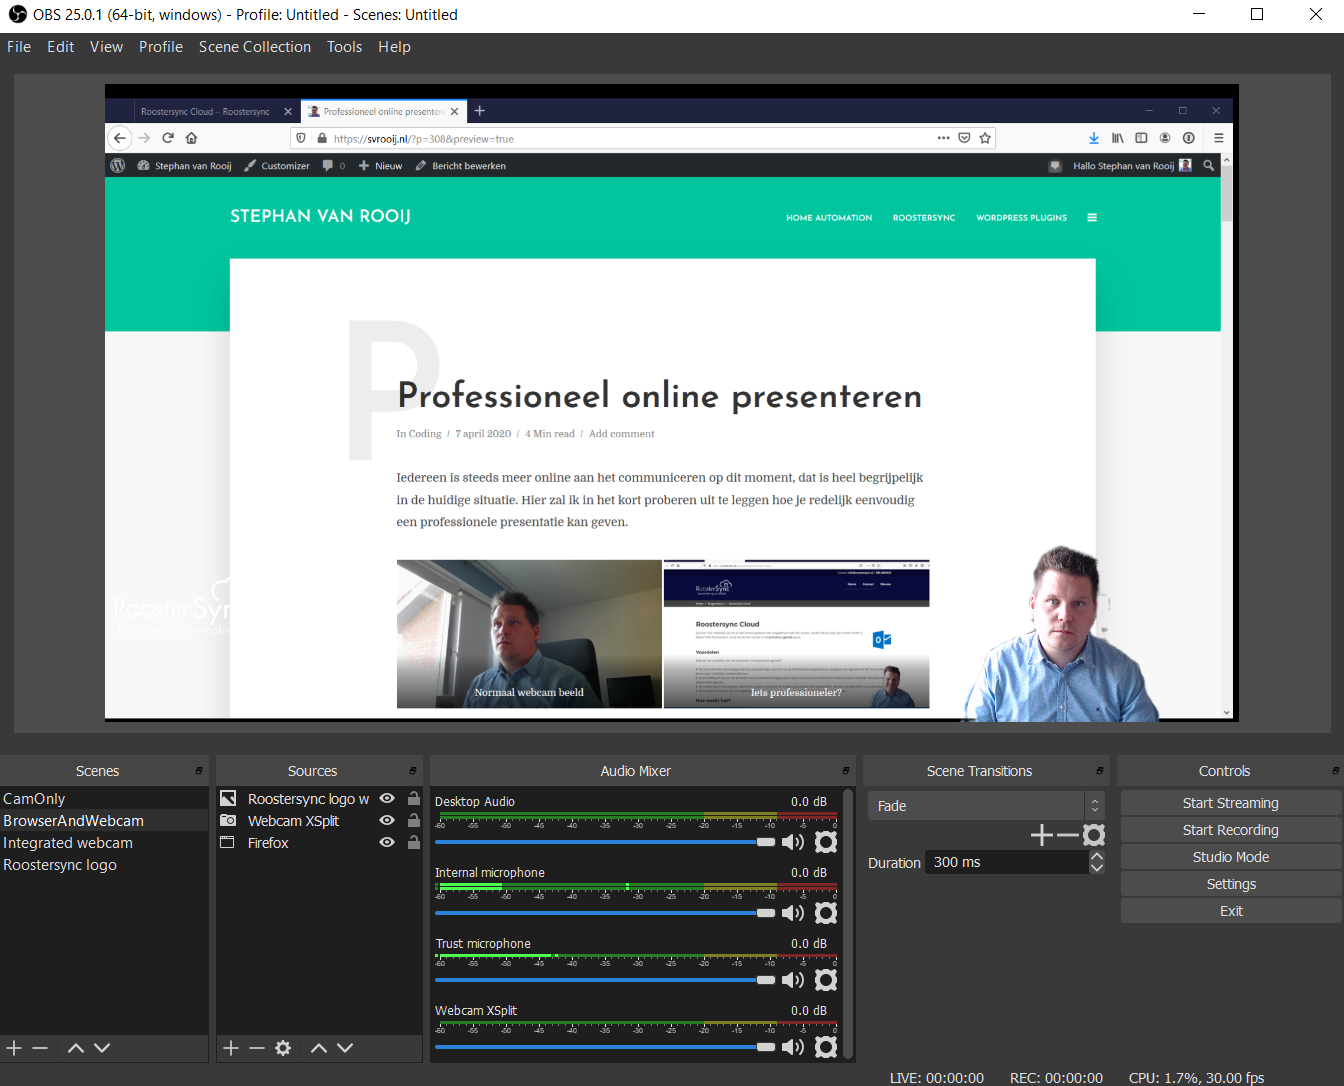 OBS 25.0.1 (64-bit, windows) - Profile: Untitled - Scenes: Untitled
File Edit View Profile Scene Collection Tools Help
Roostersync Cloud – Roostersync
Professioneel online presenteren
https://svrooij.nl/?p=308&preview=true
Stephan van Rooij Customizer 0 Nieuw Bericht bewerken Hallo Stephan van Rooij
STEPHAN VAN ROOIJ
HOME AUTOMATION ROOSTERSYNC WORDPRESS PLUGINS
P
Professioneel online presenteren
In Coding / 7 april 2020 / 4 Min read / Add comment
Iedereen is steeds meer online aan het communiceren op dit moment, dat is heel begrijpelijk
in de huidige situatie. Hier zal ik in het kort proberen uit te leggen hoe je redelijk eenvoudig
een professionele presentatie kan geven.
RoosterSync
Home Contact Nieuws
Roostersync Cloud
Voordelen
Hoe werkt het?
Normaal webcam beeld
Iets professioneler?
RoosterSyn
Scenes
CamOnly
BrowserAndWebcam
Integrated webcam
Roostersync logo
Sources
Roostersync logo w
Webcam XSplit
Firefox
Audio Mixer
Desktop Audio 0.0 dB
-60 -55 -50 -45 -40 -35 -30 -25 -20 -15 -10 -5 0
Internal microphone 0.0 dB
-60 -55 -50 -45 -40 -35 -30 -25 -20 -15 -10 -5 0
Trust microphone 0.0 dB
-60 -55 -50 -45 -40 -35 -30 -25 -20 -15 -10 -5 0
Webcam XSplit 0.0 dB
-60 -55 -50 -45 -40 -35 -30 -25 -20 -15 -10 -5 0
Scene Transitions
Fade
Duration 300 ms
Controls
Start Streaming
Start Recording
Studio Mode
Settings
Exit
LIVE: 00:00:00 REC: 00:00:00 CPU: 1.7%, 30.00 fps